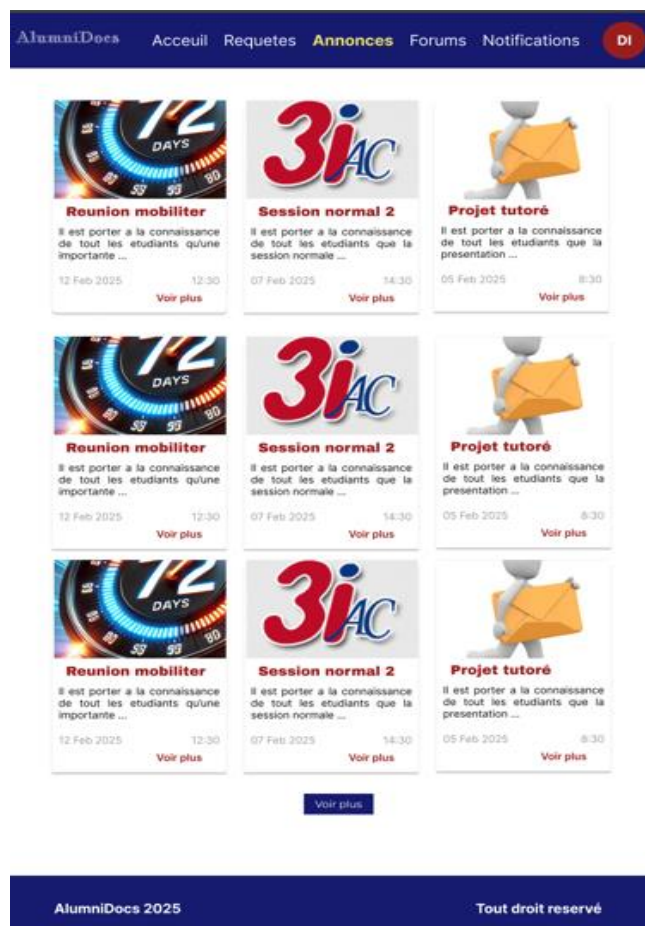 AlumniDocs
Acceuil Requetes Annonces Forums Notifications DI
72
DAYS
3iAC
Reunion mobiliter
Il est porter a la connaissance
de tout les etudiants qu'une
importante ...
12 Feb 2025 12:30
Voir plus
Session normal 2
Il est porter a la connaissance
de tout les etudiants que la
session normale ...
07 Feb 2025 14:30
Voir plus
Projet tutoré
Il est porter a la connaissance
de tout les etudiants que la
presentation ...
05 Feb 2025 8:30
Voir plus
72
DAYS
3iAC
Reunion mobiliter
Il est porter a la connaissance
de tout les etudiants qu'une
importante ...
12 Feb 2025 12:30
Voir plus
Session normal 2
Il est porter a la connaissance
de tout les etudiants que la
session normale ...
07 Feb 2025 14:30
Voir plus
Projet tutoré
Il est porter a la connaissance
de tout les etudiants que la
presentation ...
05 Feb 2025 8:30
Voir plus
72
DAYS
3iAC
Reunion mobiliter
Il est porter a la connaissance
de tout les etudiants qu'une
importante ...
12 Feb 2025 12:30
Voir plus
Session normal 2
Il est porter a la connaissance
de tout les etudiants que la
session normale ...
07 Feb 2025 14:30
Voir plus
Projet tutoré
Il est porter a la connaissance
de tout les etudiants que la
presentation ...
05 Feb 2025 8:30
Voir plus
Voir plus
AlumniDocs 2025 Tout droit reservé